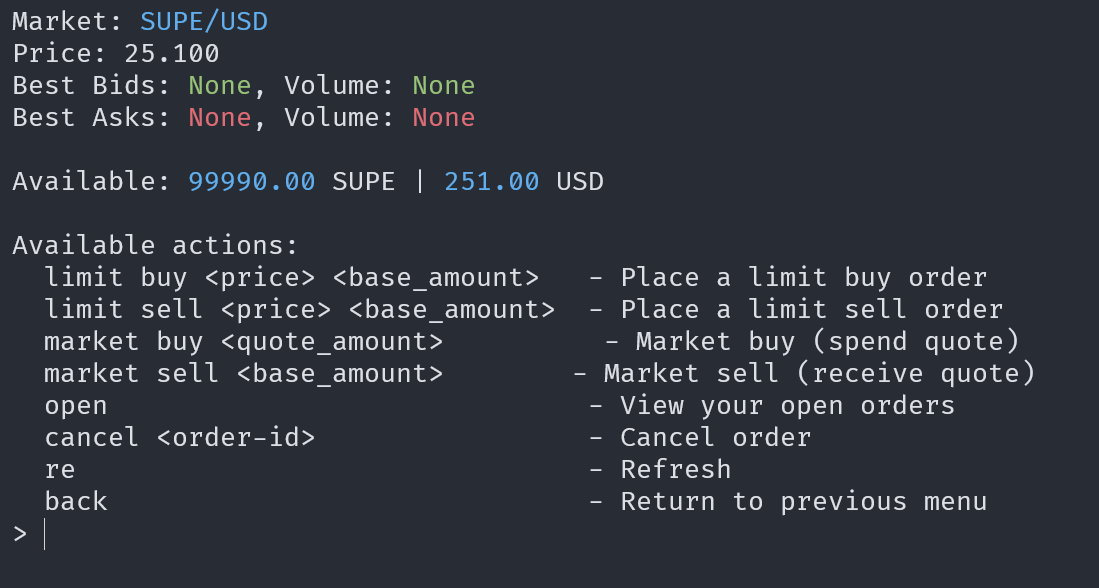 Market: SUPE/USD
Price: 25.100
Best Bids: None, Volume: None
Best Asks: None, Volume: None
Available: 99990.00 SUPE | 251.00 USD
Available actions:
limit buy <price> <base_amount> - Place a limit buy order
limit sell <price> <base_amount> - Place a limit sell order
market buy <quote_amount> - Market buy (spend quote)
market sell <base_amount> - Market sell (receive quote)
open - View your open orders
cancel <order-id> - Cancel order
re - Refresh
back - Return to previous menu
>